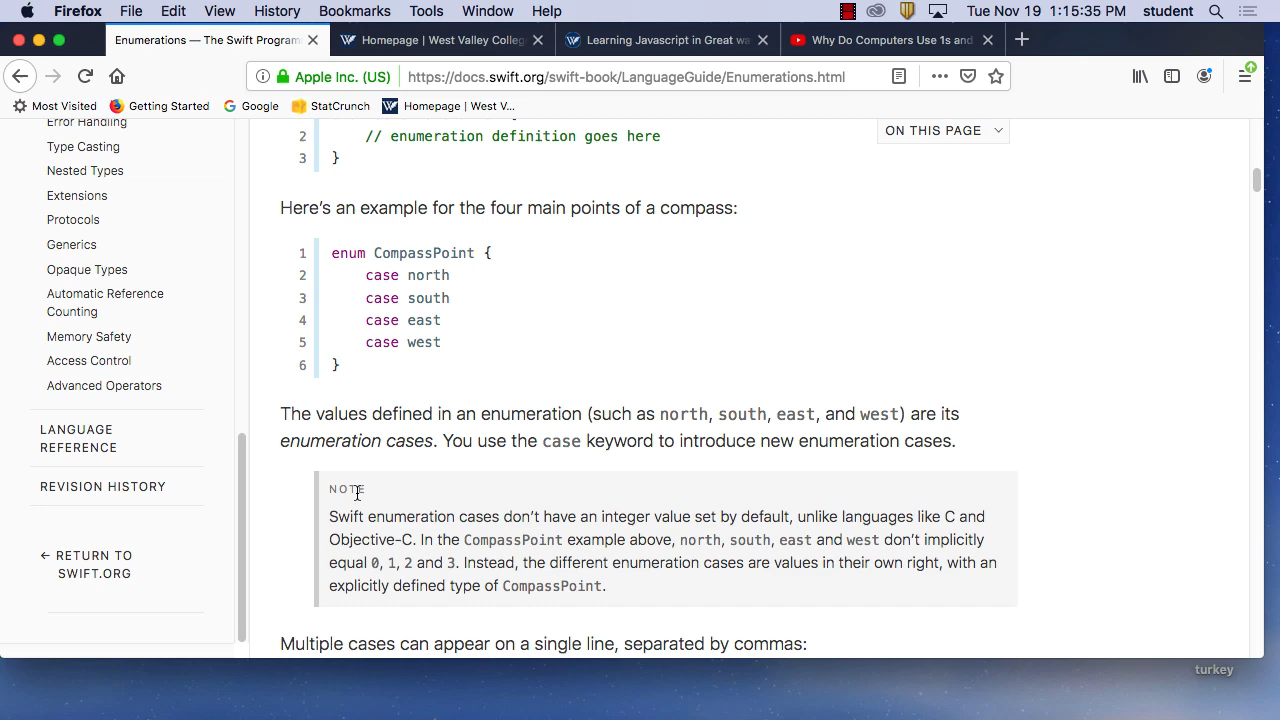 Firefox File Edit View History Bookmarks Tools Window Help Tue Nov 19 1:15:35 PM student
Enumerations — The Swift Program Homepage | West Valley Colleg Learning Javascript in Great wa Why Do Computers Use 1s and
Apple Inc. (US) https://docs.swift.org/swift-book/LanguageGuide/Enumerations.html
Most Visited Getting Started Google StatCrunch Homepage | West V...
Error Handling
Type Casting
Nested Types
Extensions
Protocols
Generics
Opaque Types
Automatic Reference
Counting
Memory Safety
Access Control
Advanced Operators
LANGUAGE
REFERENCE
REVISION HISTORY
← RETURN TO
SWIFT.ORG
ON THIS PAGE
2 // enumeration definition goes here
3 }
Here’s an example for the four main points of a compass:
1 enum CompassPoint {
2 case north
3 case south
4 case east
5 case west
6 }
The values defined in an enumeration (such as north, south, east, and west) are its
enumeration cases. You use the case keyword to introduce new enumeration cases.
NOTE
Swift enumeration cases don’t have an integer value set by default, unlike languages like C and
Objective-C. In the CompassPoint example above, north, south, east and west don’t implicitly
equal 0, 1, 2 and 3. Instead, the different enumeration cases are values in their own right, with an
explicitly defined type of CompassPoint.
Multiple cases can appear on a single line, separated by commas:
turkey